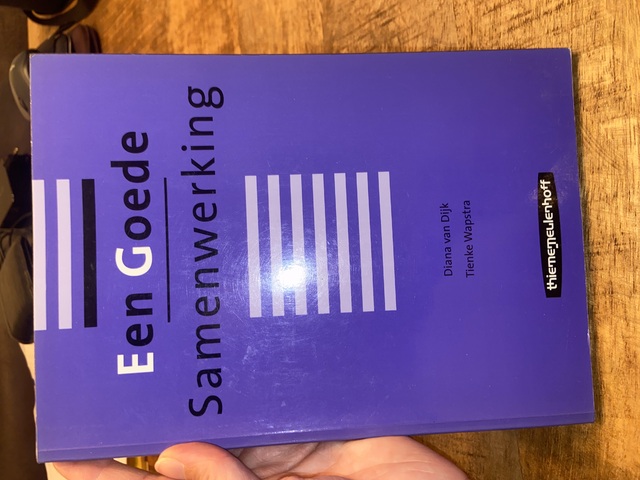 Een Goede
Samenwerking
Diana van Dijk
Tienke Wapstra
thiememeulenhoff